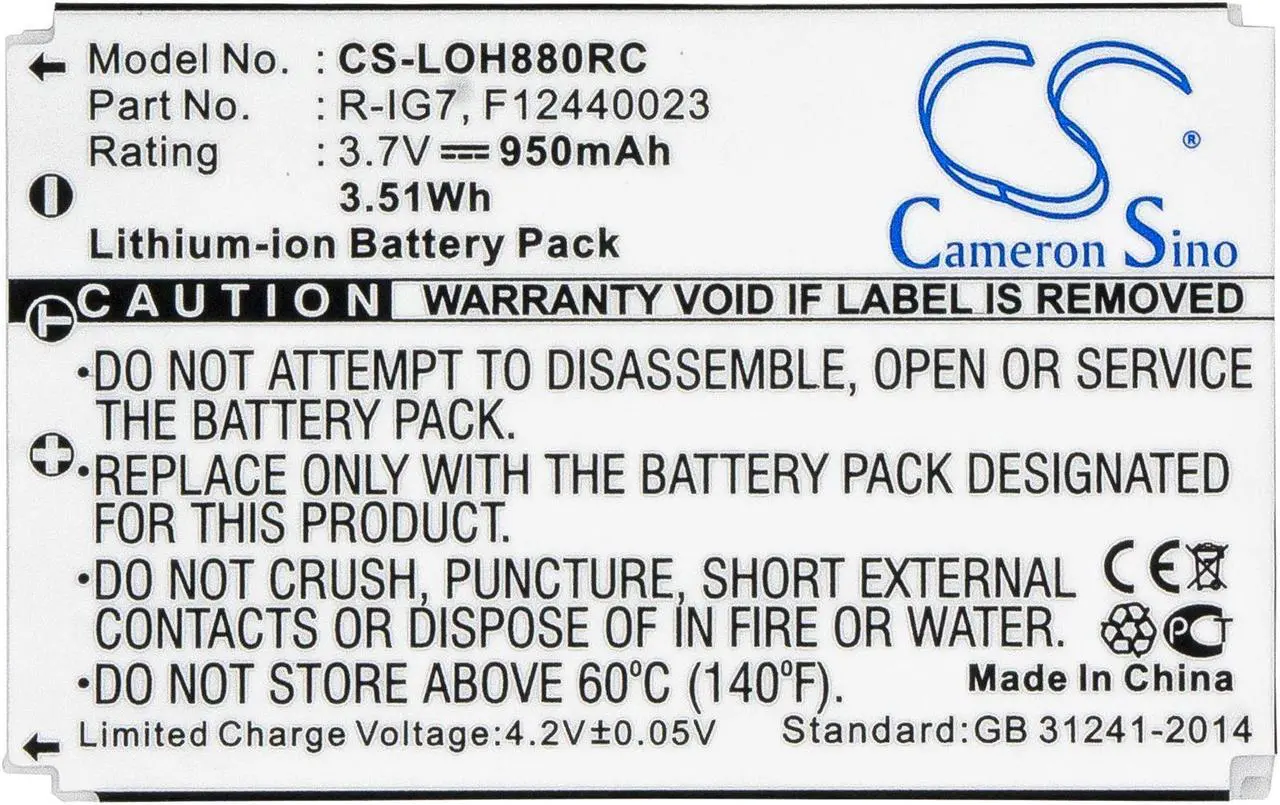 Model No. : CS-LOH880RC
Part No. : R-IG7, F12440023
Rating : 3.7V 950mAh
3.51Wh
Lithium-ion Battery Pack
CS ®
Cameron Sino
CAUTION WARRANTY VOID IF LABEL IS REMOVED
•DO NOT ATTEMPT TO DISASSEMBLE, OPEN OR SERVICE
THE BATTERY PACK.
•REPLACE ONLY WITH THE BATTERY PACK DESIGNATED
FOR THIS PRODUCT.
•DO NOT CRUSH, PUNCTURE, SHORT EXTERNAL
CONTACTS OR DISPOSE OF IN FIRE OR WATER.
•DO NOT STORE ABOVE 60°C (140°F).
CE
PCT
Made In China
Limited Charge Voltage:4.2V±0.05V Standard:GB 31241-2014